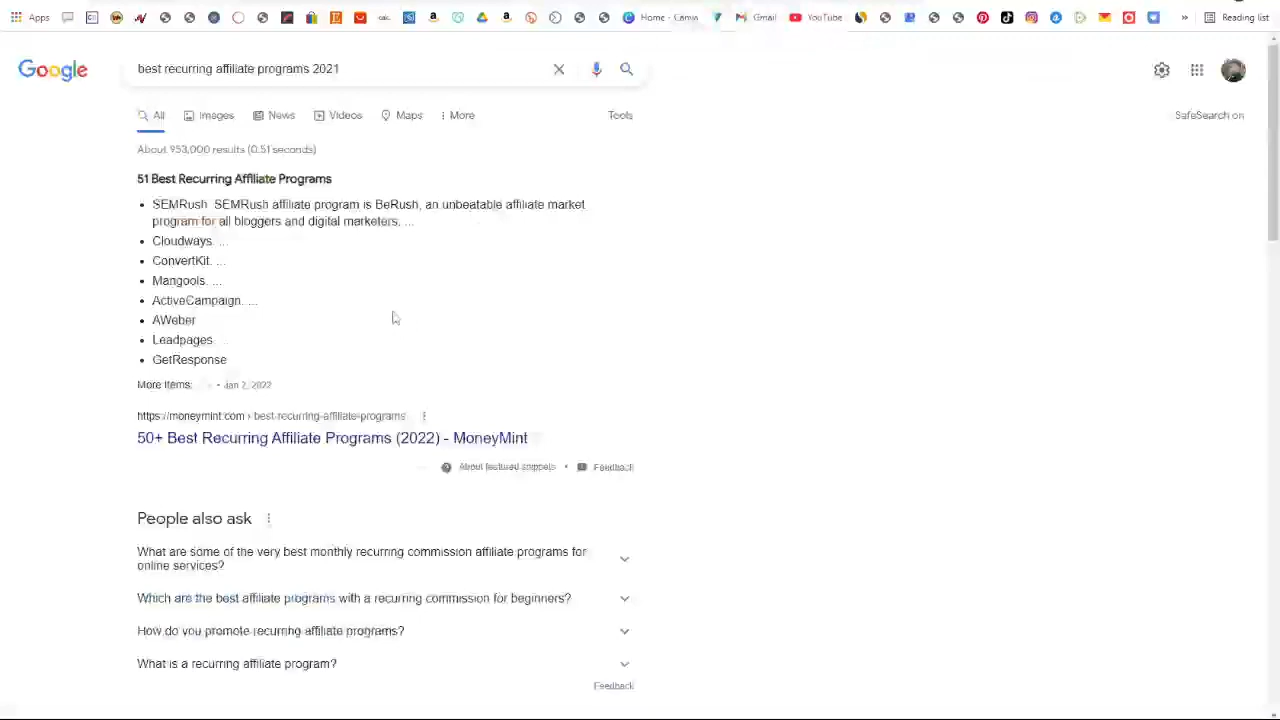 Apps
Home - Canva
Gmail
YouTube
»
Reading list
Google
best recurring affiliate programs 2021
All
Images
News
Videos
Maps
More
Tools
SafeSearch on
About 953,000 results (0.51 seconds)
51 Best Recurring Affiliate Programs
• SEMRush SEMRush affiliate program is BeRush, an unbeatable affiliate market
program for all bloggers and digital marketers. ...
• Cloudways. ...
• ConvertKit. ...
• Mangools. ...
• ActiveCampaign. ...
• AWeber
• Leadpages
• GetResponse
More Items. • Jan 2, 2022
https://moneymint.com › best-recurring-affiliate-programs
50+ Best Recurring Affiliate Programs (2022) - MoneyMint
About featured snippets • Feedback
People also ask
What are some of the very best monthly recurring commission affiliate programs for
online services?
Which are the best affiliate programs with a recurring commission for beginners?
How do you promote recurring affiliate programs?
What is a recurring affiliate program?
Feedback